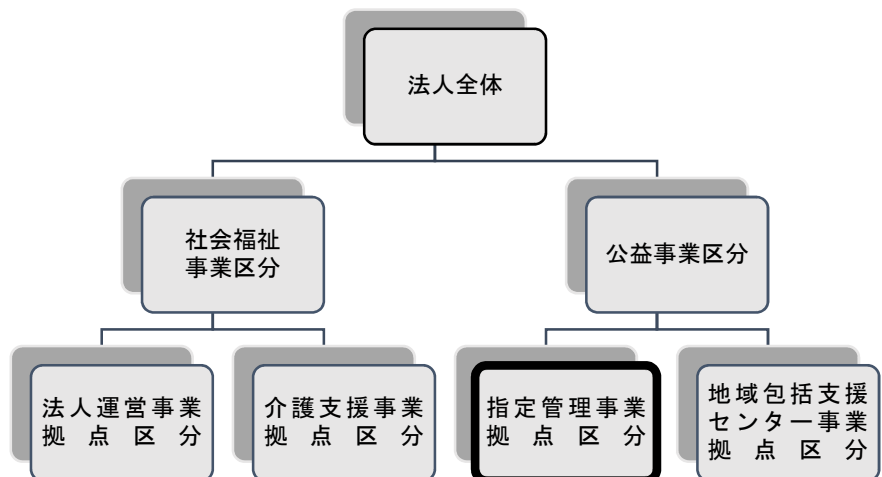 法人全体
社会福祉
事業区分
公益事業区分
法人運営事業
拠点区分
介護支援事業
拠点区分
指定管理事業
拠点区分
地域包括支援
センター事業
拠点区分